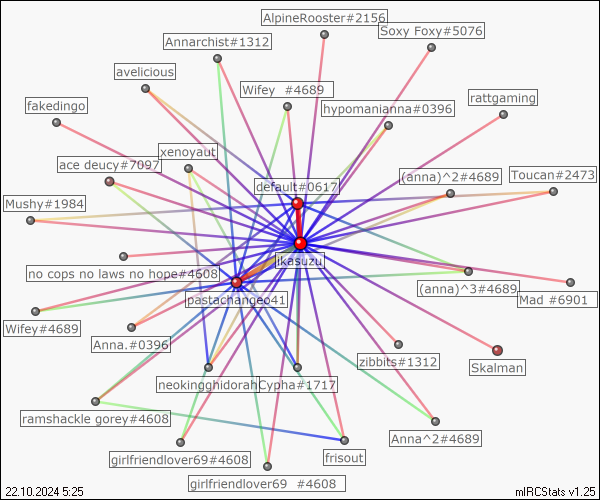 AlpineRooster#2156
Soxy Foxy#5076
Annarchist#1312
avelicious
Wifey  #4689
rattgaming
fakedingo
hypomanianna#0396
xenoyaut
ace deucy#7097
(anna)^2#4689
Toucan#2473
default#0617
Mushy#1984
Ikasuzu
no cops no laws no hope#4608
(anna)^3#4689
pastachangeo41
Mad #6901
Wifey#4689
Anna.#0396
zibbits#1312
Skalman
neokingghidorah
Cypha#1717
ramshackle gorey#4608
Anna^2#4689
girlfriendlover69#4608
frisout
girlfriendlover69  #4608
22.10.2024 5:25
mIRCStats v1.25